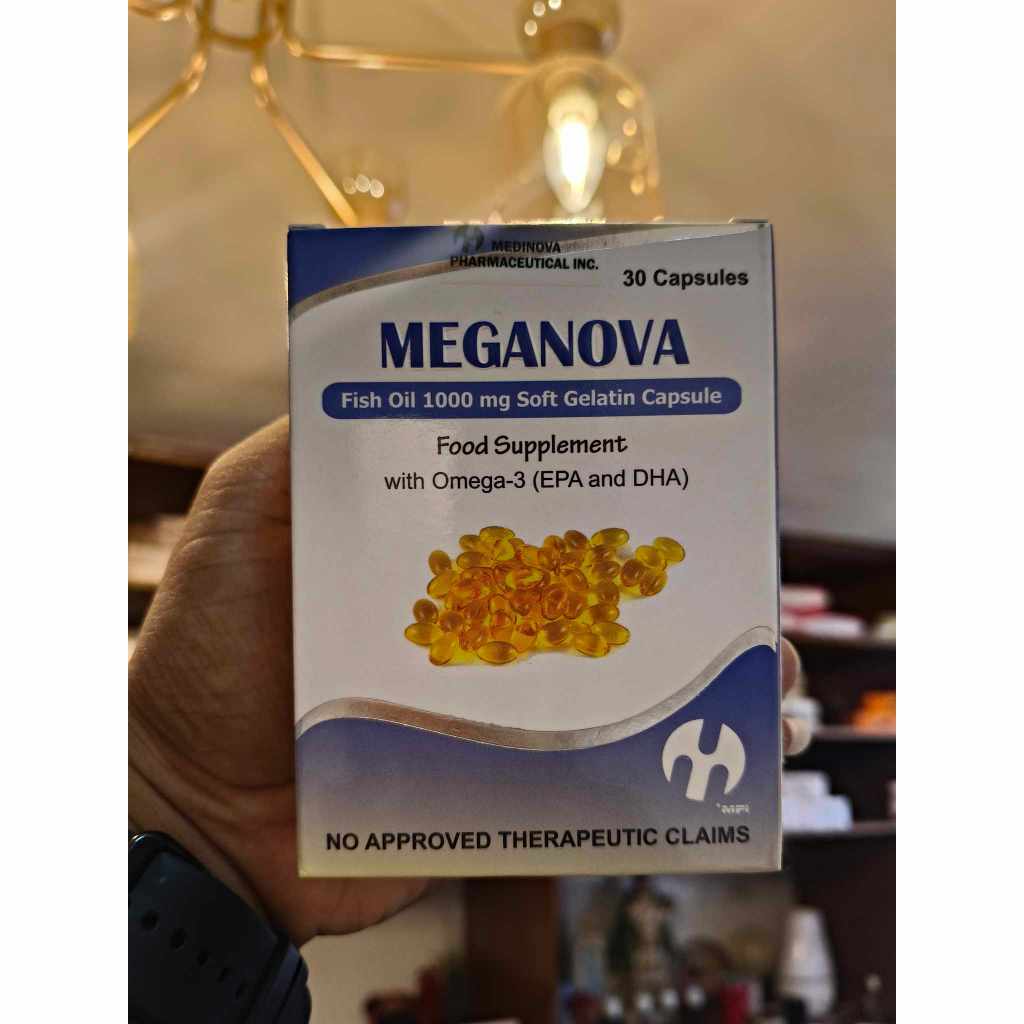 MEDINOVA
PHARMACEUTICAL INC.
30 Capsules
MEGANOVA
Fish Oil 1000 mg Soft Gelatin Capsule
Food Supplement
with Omega-3 (EPA and DHA)
MPI
NO APPROVED THERAPEUTIC CLAIMS